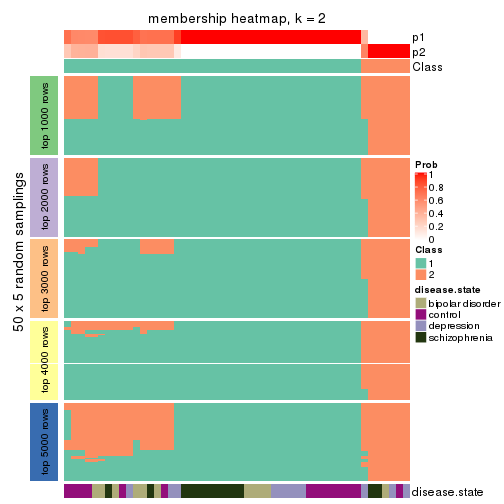 membership heatmap, k = 2
p1
p2
Class
top 1000 rows
top 2000 rows
top 3000 rows
top 4000 rows
top 5000 rows
50 x 5 random samplings
Prob
1
0.8
0.6
0.4
0.2
0
Class
1
2
disease.state
bipolar disorder
control
depression
schizophrenia
disease.state